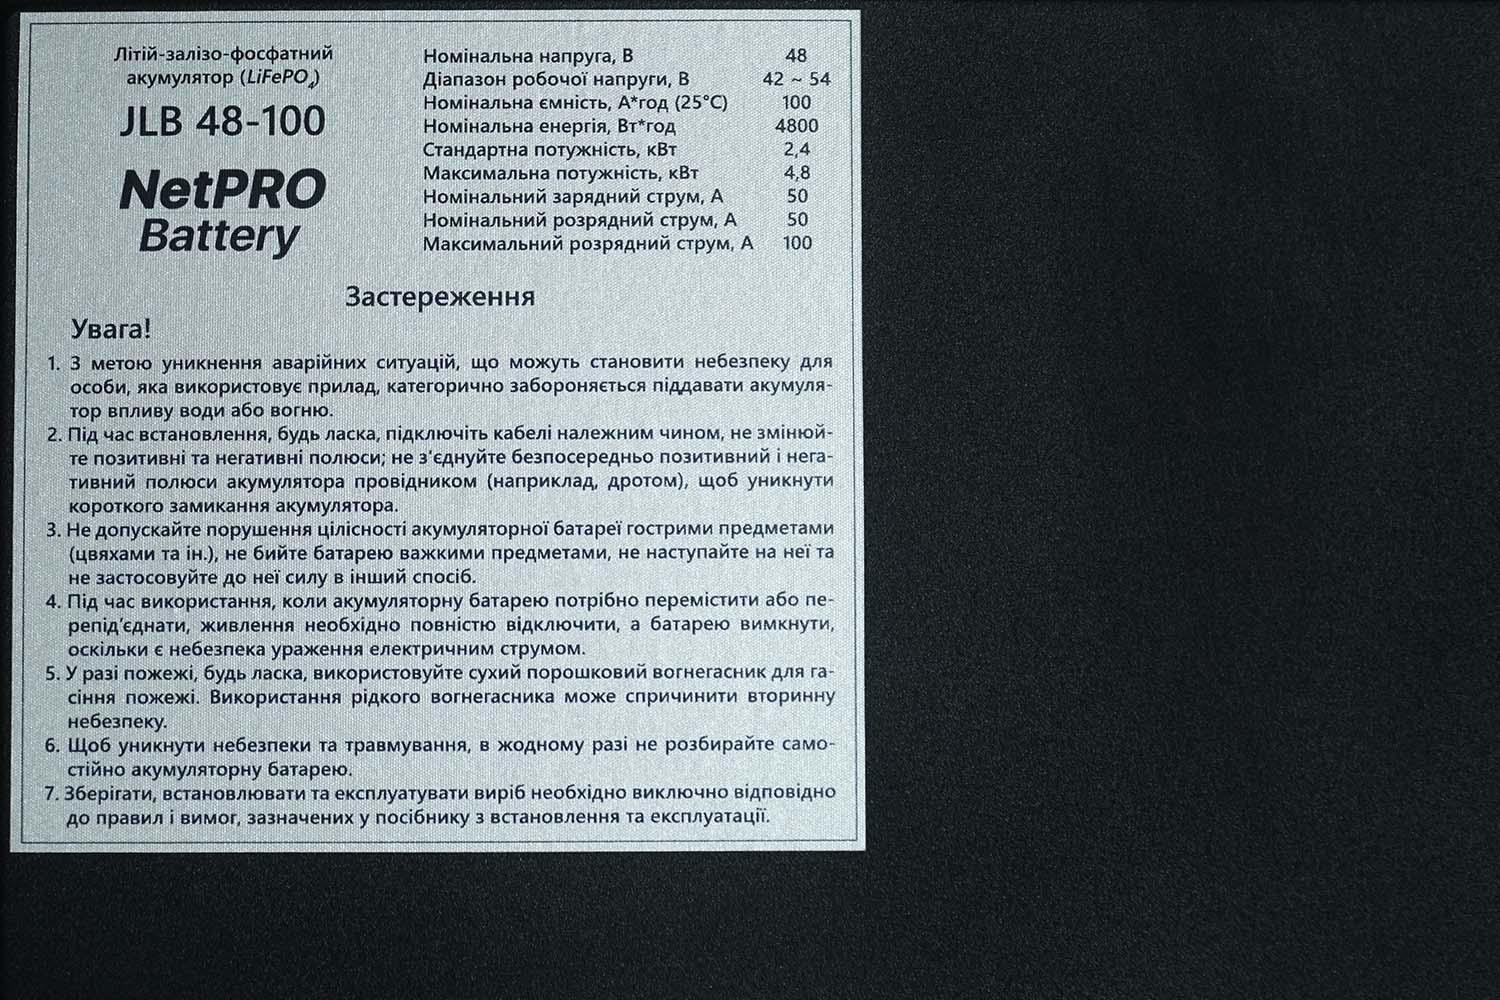 Літій-залізо-фосфатний
акумулятор (LiFePO₄)
JLB 48-100
NetPRO
Battery
Номінальна напруга, В 48
Діапазон робочої напруги, В 42 ~ 54
Номінальна ємність, А*год (25°C) 100
Номінальна енергія, Вт*год 4800
Стандартна потужність, кВт 2,4
Максимальна потужність, кВт 4,8
Номінальний зарядний струм, А 50
Номінальний розрядний струм, А 50
Максимальний розрядний струм, А 100
Застереження
Увага!
1. З метою уникнення аварійних ситуацій, що можуть становити небезпеку для
особи, яка використовує прилад, категорично забороняється піддавати акумуля-
тор впливу води або вогню.
2. Під час встановлення, будь ласка, підключіть кабелі належним чином, не змінюй-
те позитивні та негативні полюси; не з'єднуйте безпосередньо позитивний і нега-
тивний полюси акумулятора провідником (наприклад, дротом), щоб уникнути
короткого замикання акумулятора.
3. Не допускайте порушення цілісності акумуляторної батареї гострими предметами
(цвяхами та ін.), не бийте батарею важкими предметами, не наступайте на неї та
не застосовуйте до неї силу в інший спосіб.
4. Під час використання, коли акумуляторну батарею потрібно перемістити або пе-
репід'єднати, живлення необхідно повністю відключити, а батарею вимкнути,
оскільки є небезпека ураження електричним струмом.
5. У разі пожежі, будь ласка, використовуйте сухий порошковий вогнегасник для га-
сіння пожежі. Використання рідкого вогнегасника може спричинити вторинну
небезпеку.
6. Щоб уникнути небезпеки та травмування, в жодному разі не розбирайте само-
стійно акумуляторну батарею.
7. Зберігати, встановлювати та експлуатувати виріб необхідно виключно відповідно
до правил і вимог, зазначених у посібнику з встановлення та експлуатації.